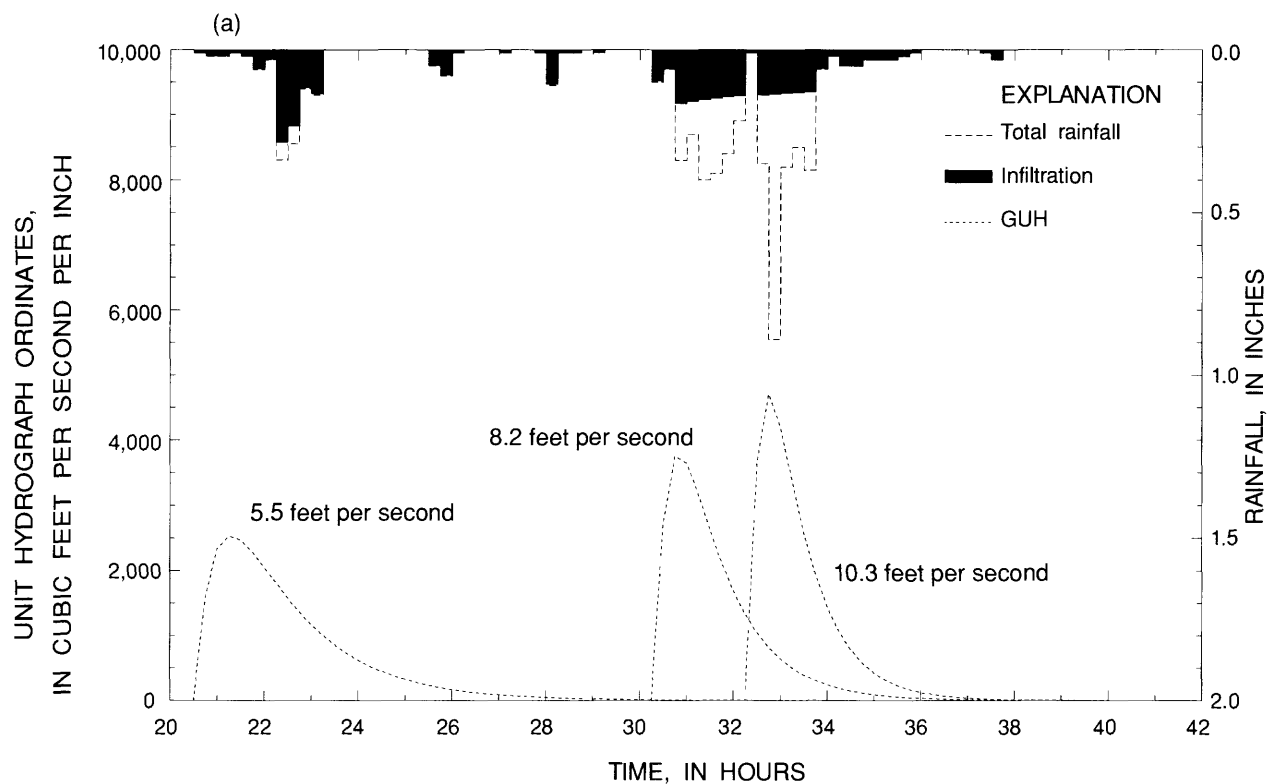 (a)
10,000
8,000
6,000
4,000
2,000
0
UNIT HYDROGRAPH ORDINATES,
IN CUBIC FEET PER SECOND PER INCH
EXPLANATION
Total rainfall
Infiltration
GUH
5.5 feet per second
8.2 feet per second
10.3 feet per second
0.0
0.5
1.0
1.5
2.0
RAINFALL, IN INCHES
20 22 24 26 28 30 32 34 36 38 40 42
TIME, IN HOURS